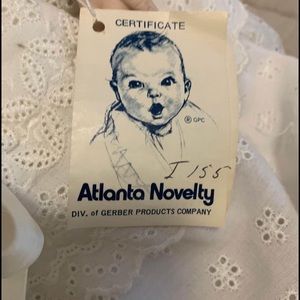 CERTIFICATE
® GPC
I 155
Atlanta Novelty
DIV. of GERBER PRODUCTS COMPANY